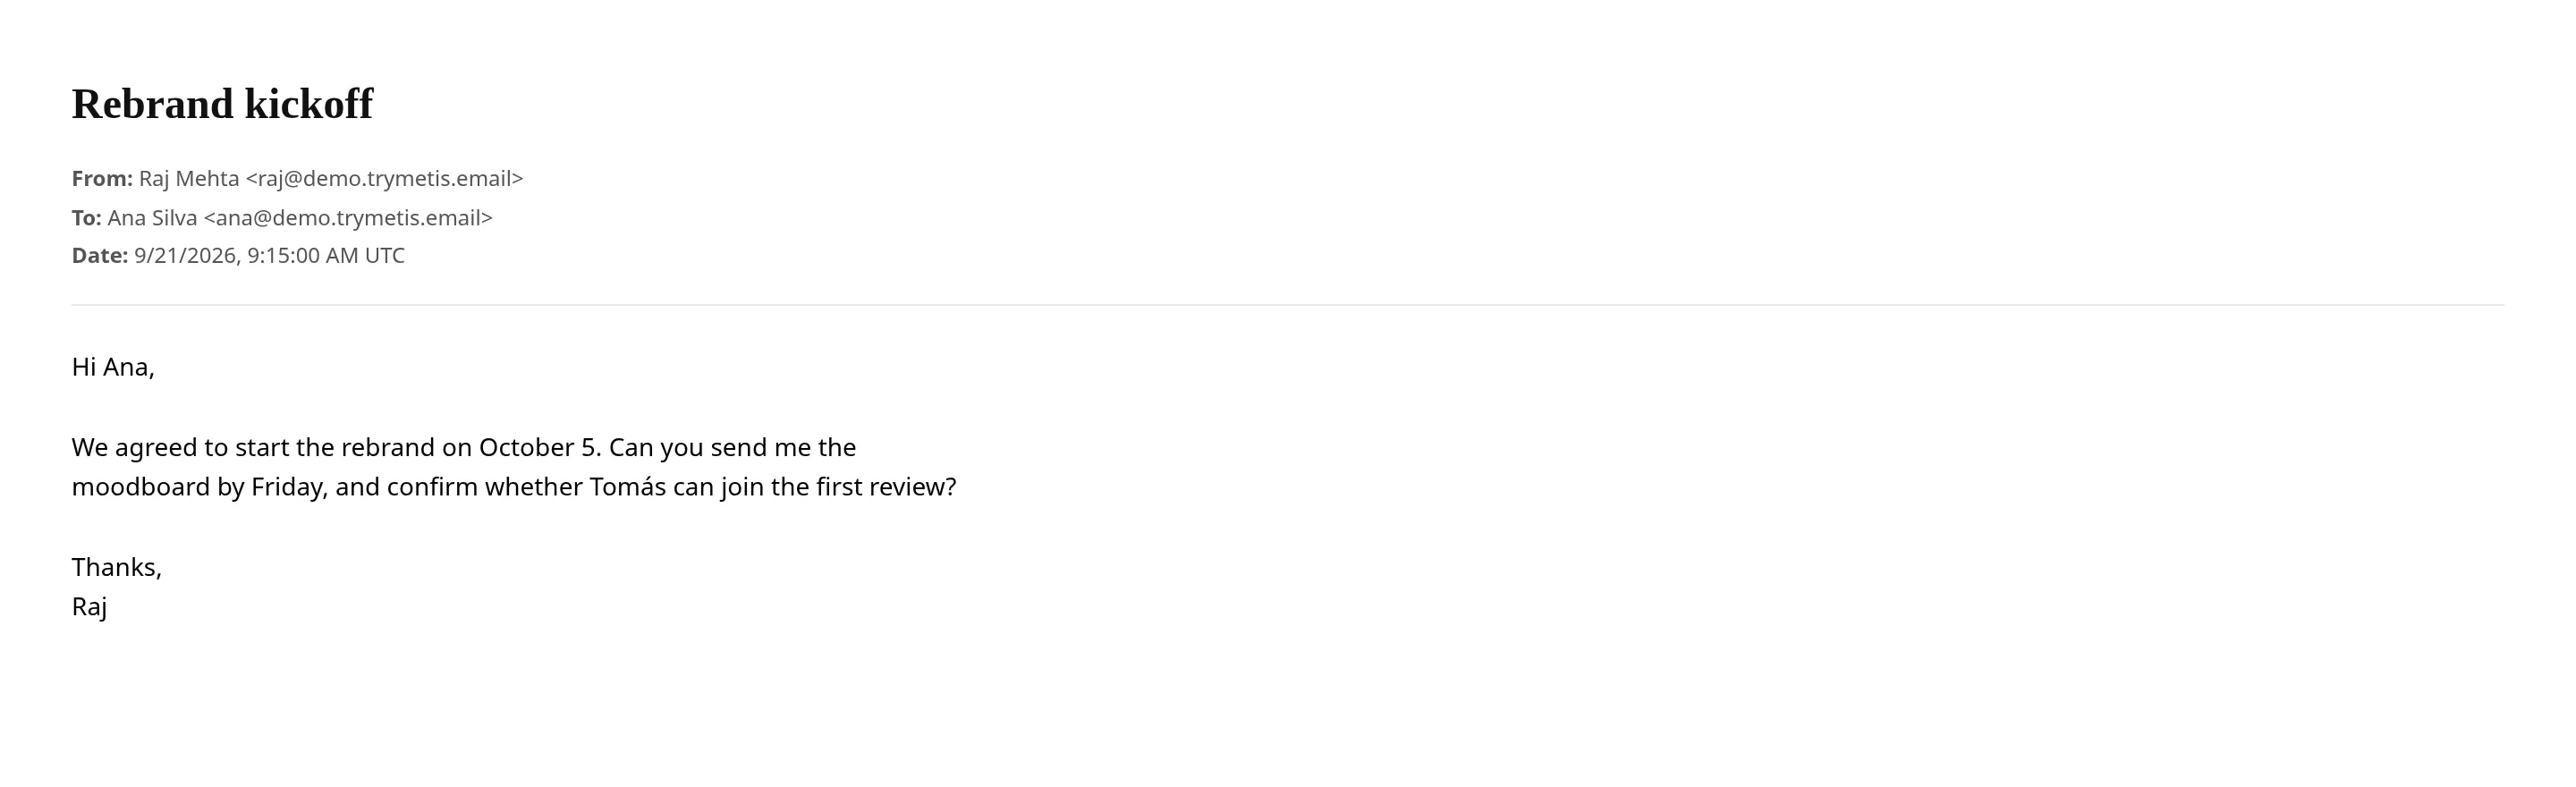 Rebrand kickoff
From: Raj Mehta <raj@demo.trymetis.email>
To: Ana Silva <ana@demo.trymetis.email>
Date: 9/21/2026, 9:15:00 AM UTC
Hi Ana,
We agreed to start the rebrand on October 5. Can you send me the
moodboard by Friday, and confirm whether Tomás can join the first review?
Thanks,
Raj